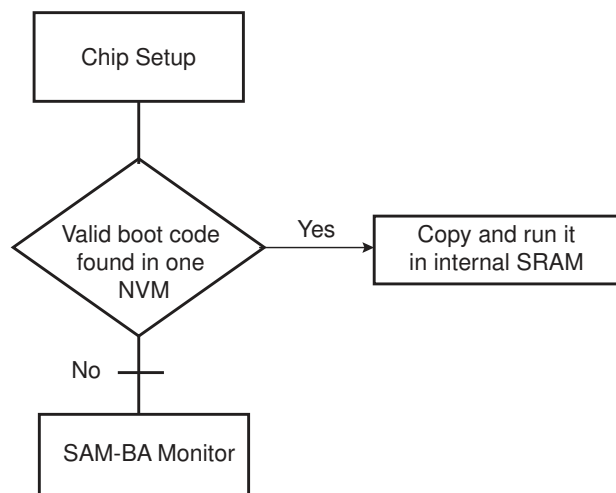 Chip Setup
Valid boot code
found in one
NVM
Yes
Copy and run it
in internal SRAM
No
SAM-BA Monitor